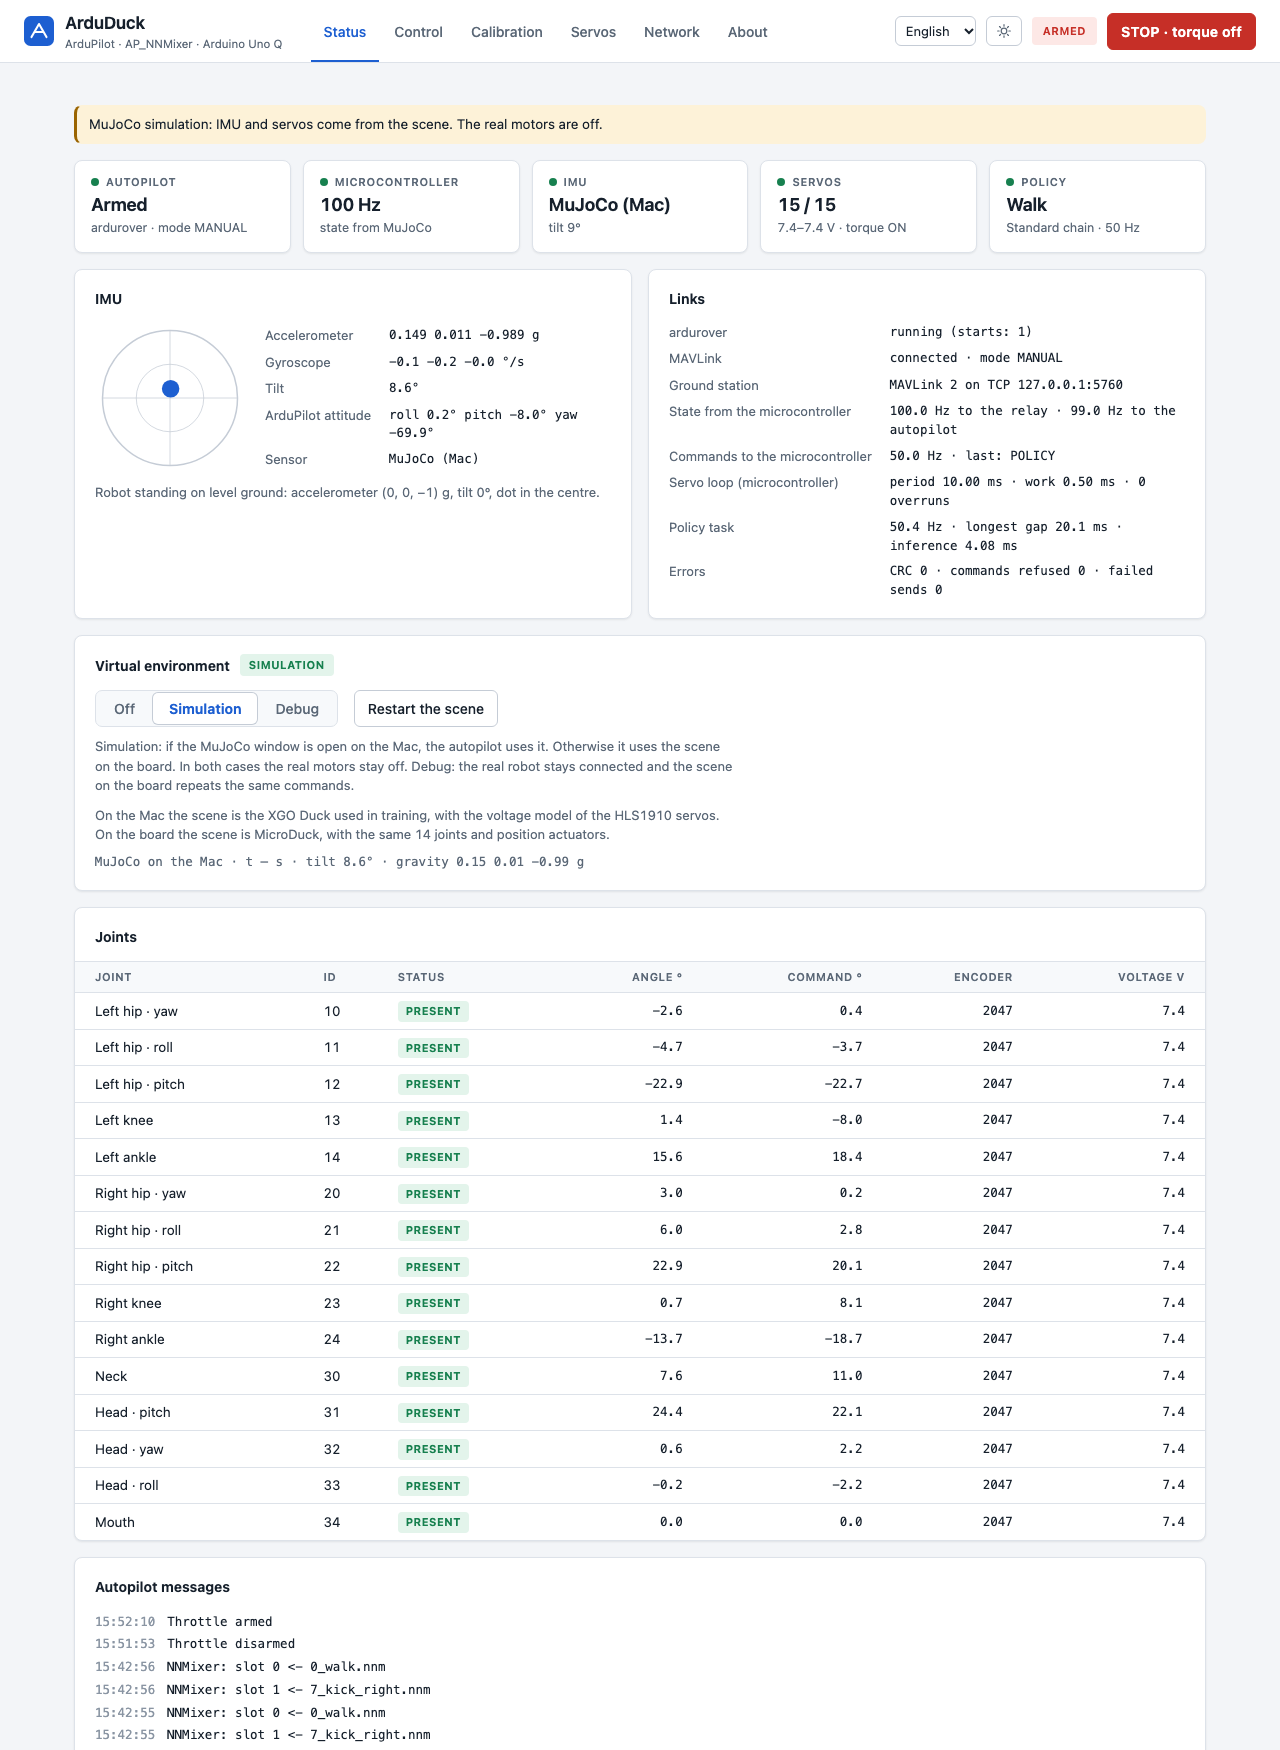 ArduDuck
ArduPilot · AP_NNMixer · Arduino Uno Q
Status
Control
Calibration
Servos
Network
About
English
ARMED
STOP · torque off
MuJoCo simulation: IMU and servos come from the scene. The real motors are off.
AUTOPILOT
Armed
ardurover · mode MANUAL
MICROCONTROLLER
100 Hz
state from MuJoCo
IMU
MuJoCo (Mac)
tilt 9°
SERVOS
15 / 15
7.4–7.4 V · torque ON
POLICY
Walk
Standard chain · 50 Hz
IMU
Accelerometer 0.149 0.011 −0.989 g
Gyroscope −0.1 −0.2 −0.0 °/s
Tilt 8.6°
ArduPilot attitude roll 0.2° pitch −8.0° yaw
−69.9°
Sensor MuJoCo (Mac)
Robot standing on level ground: accelerometer (0, 0, −1) g, tilt 0°, dot in the centre.
Links
ardurover running (starts: 1)
MAVLink connected · mode MANUAL
Ground station MAVLink 2 on TCP 127.0.0.1:5760
State from the microcontroller 100.0 Hz to the relay · 99.0 Hz to the
autopilot
Commands to the microcontroller 50.0 Hz · last: POLICY
Servo loop (microcontroller) period 10.00 ms · work 0.50 ms · 0
overruns
Policy task 50.4 Hz · longest gap 20.1 ms ·
inference 4.08 ms
Errors CRC 0 · commands refused 0 · failed
sends 0
Virtual environment SIMULATION
Off Simulation Debug Restart the scene
Simulation: if the MuJoCo window is open on the Mac, the autopilot uses it. Otherwise it uses the scene
on the board. In both cases the real motors stay off. Debug: the real robot stays connected and the scene
on the board repeats the same commands.
On the Mac the scene is the XGO Duck used in training, with the voltage model of the HLS1910 servos.
On the board the scene is MicroDuck, with the same 14 joints and position actuators.
MuJoCo on the Mac · t — s · tilt 8.6° · gravity 0.15 0.01 −0.99 g
Joints
JOINT ID STATUS ANGLE ° COMMAND ° ENCODER VOLTAGE V
Left hip · yaw 10 PRESENT −2.6 0.4 2047 7.4
Left hip · roll 11 PRESENT −4.7 −3.7 2047 7.4
Left hip · pitch 12 PRESENT −22.9 −22.7 2047 7.4
Left knee 13 PRESENT 1.4 −8.0 2047 7.4
Left ankle 14 PRESENT 15.6 18.4 2047 7.4
Right hip · yaw 20 PRESENT 3.0 0.2 2047 7.4
Right hip · roll 21 PRESENT 6.0 2.8 2047 7.4
Right hip · pitch 22 PRESENT 22.9 20.1 2047 7.4
Right knee 23 PRESENT 0.7 8.1 2047 7.4
Right ankle 24 PRESENT −13.7 −18.7 2047 7.4
Neck 30 PRESENT 7.6 11.0 2047 7.4
Head · pitch 31 PRESENT 24.4 22.1 2047 7.4
Head · yaw 32 PRESENT 0.6 2.2 2047 7.4
Head · roll 33 PRESENT −0.2 −2.2 2047 7.4
Mouth 34 PRESENT 0.0 0.0 2047 7.4
Autopilot messages
15:52:10 Throttle armed
15:51:53 Throttle disarmed
15:42:56 NNMixer: slot 0 <- 0_walk.nnm
15:42:56 NNMixer: slot 1 <- 7_kick_right.nnm
15:42:55 NNMixer: slot 0 <- 0_walk.nnm
15:42:55 NNMixer: slot 1 <- 7_kick_right.nnm